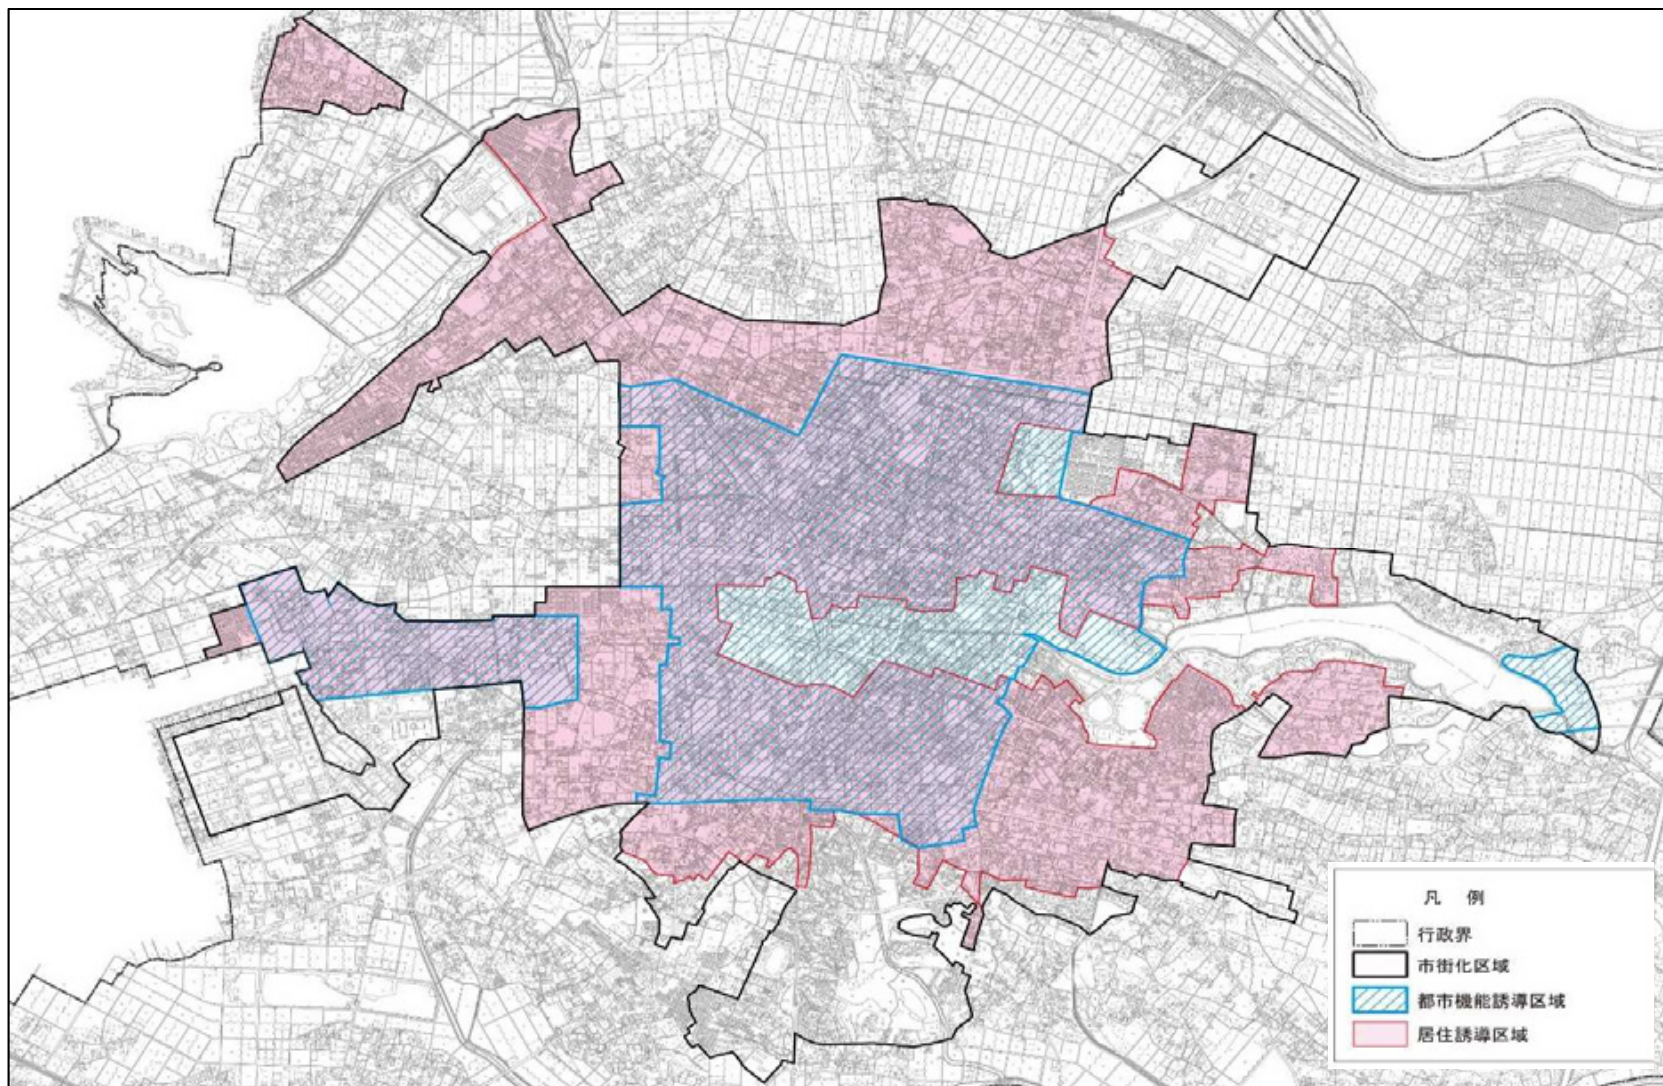 凡 例
行政界
市街化区域
都市機能誘導区域
居住誘導区域